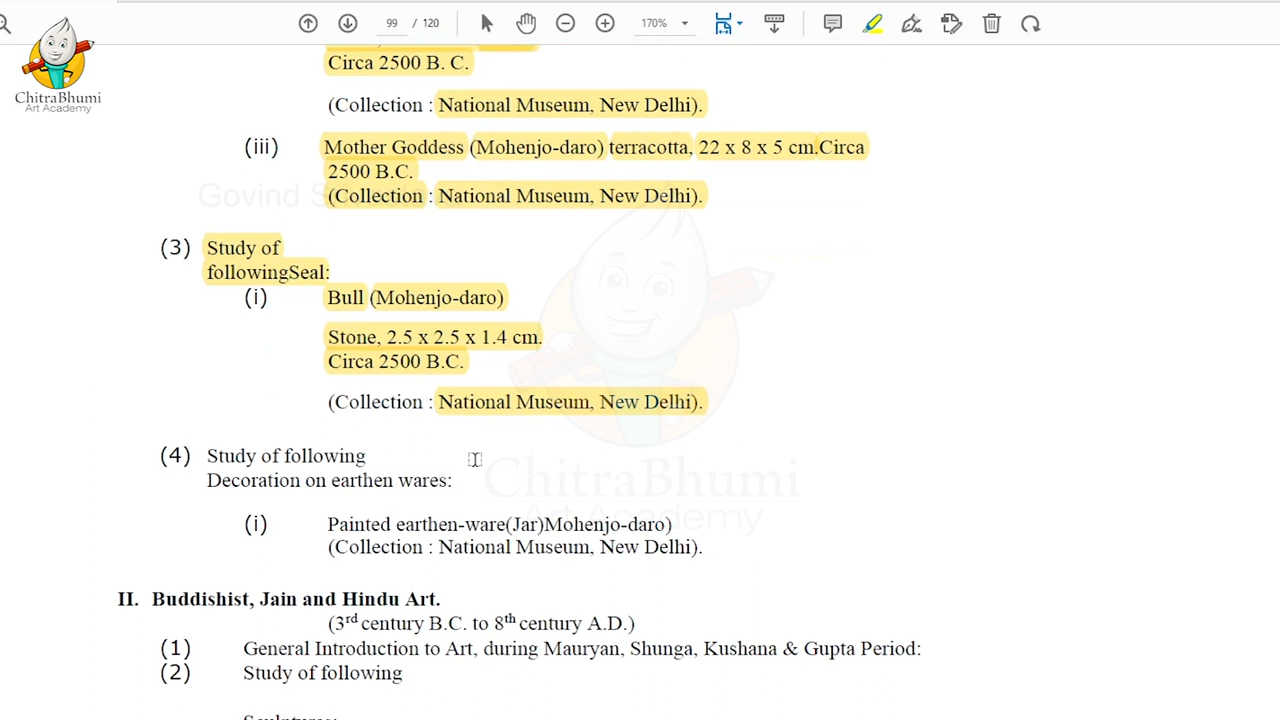 99 / 120
170%
ChitraBhumi
Art Academy
Circa 2500 B. C.
(Collection : National Museum, New Delhi).
(iii) Mother Goddess (Mohenjo-daro) terracotta, 22 x 8 x 5 cm.Circa
2500 B.C.
(Collection : National Museum, New Delhi).
(3) Study of
followingSeal:
(i) Bull (Mohenjo-daro)
Stone, 2.5 x 2.5 x 1.4 cm.
Circa 2500 B.C.
(Collection : National Museum, New Delhi).
(4) Study of following
Decoration on earthen wares:
ChitraBhumi
Art Academy
(i) Painted earthen-ware(Jar)Mohenjo-daro)
(Collection : National Museum, New Delhi).
II. Buddishist, Jain and Hindu Art.
(3rd century B.C. to 8th century A.D.)
(1) General Introduction to Art, during Mauryan, Shunga, Kushana & Gupta Period:
(2) Study of following
Sculptures: